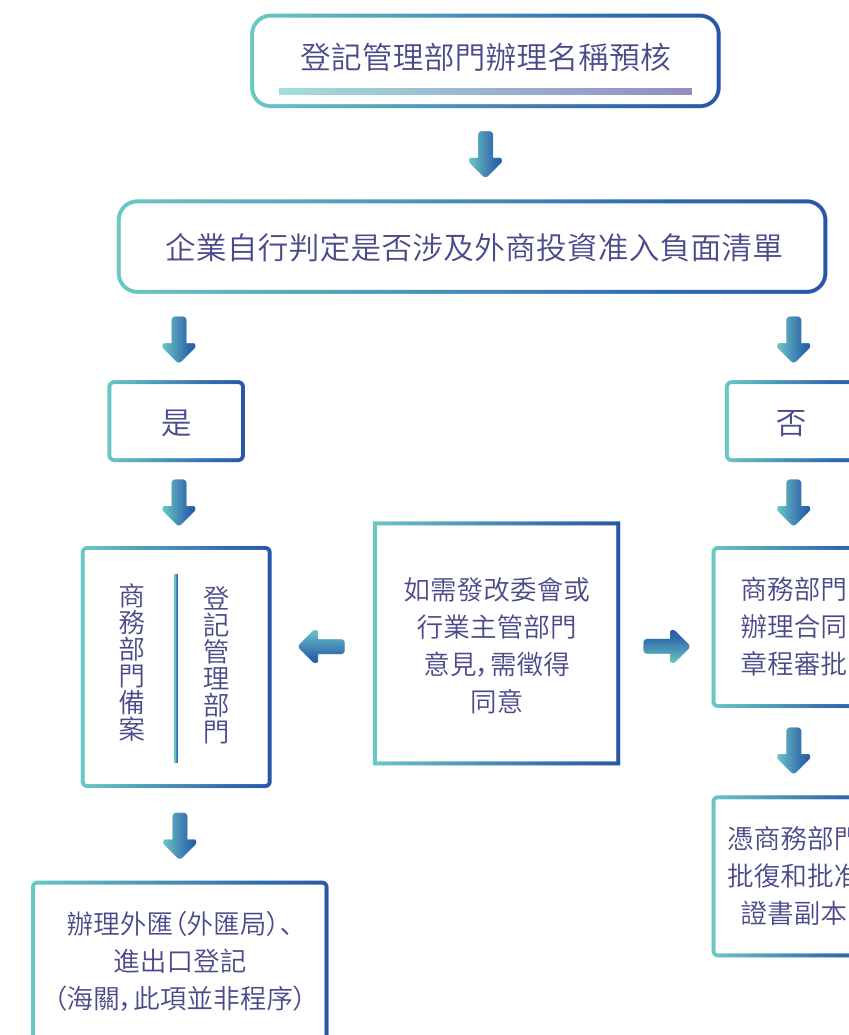 登記管理部門辦理名稱預核
企業自行判定是否涉及外商投資准入負面清單
是
否
商務部門備案
登記管理部門
如需發改委會或
行業主管部門
意見，需徵得
同意
商務部門
辦理合同
章程審批
憑商務部門
批復和批准
證書副本
辦理外匯（外匯局）、
進出口登記
（海關，此項並非程序）